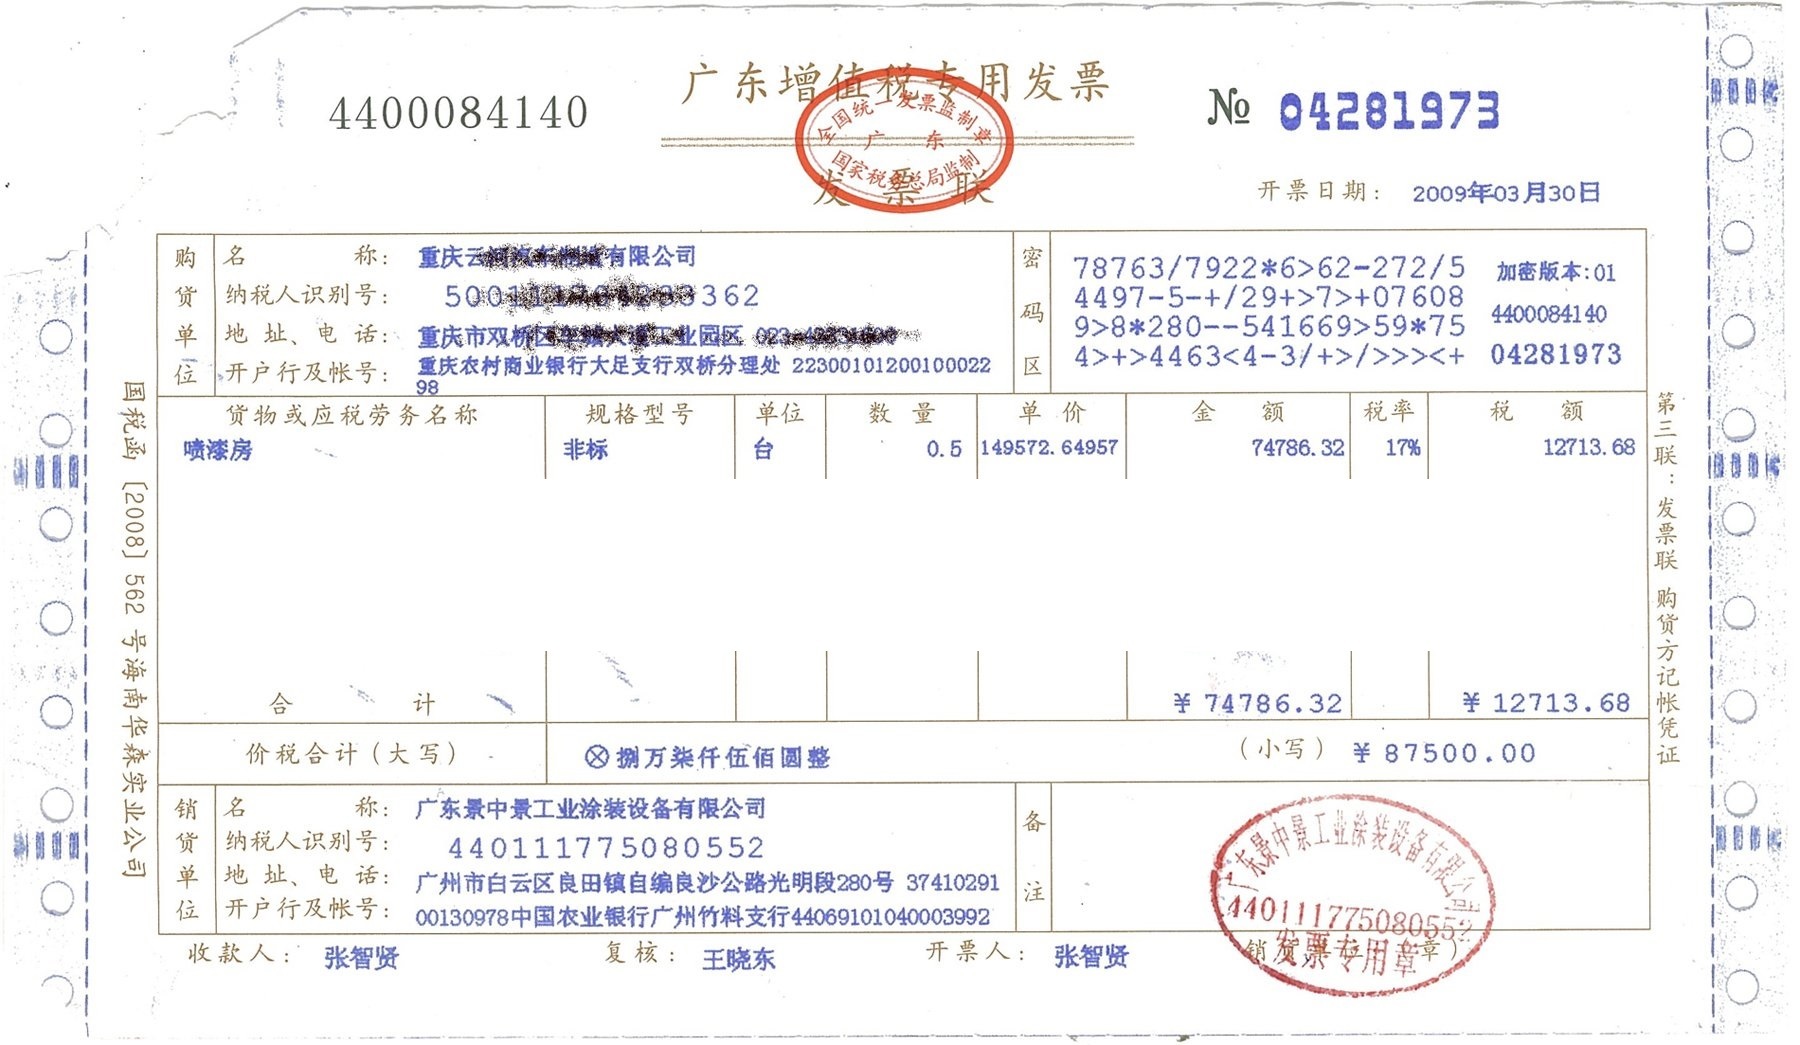 4400084140
广东增值税专用发票
全国统一发票监制章
广 东
国家税务总局监制
发票联
№ 04281973
开票日期： 2009年03月30日
购货单位
名 称： 重庆云 有限公司
纳税人识别号： 362
地 址、电 话： 重庆市双桥区 工业园区 023-
开户行及帐号： 重庆农村商业银行大足支行双桥分理处 22300101200100022
98
密码区
78763/7922*6>62-272/5
4497-5-+/29+>7>+07608
9>8*280--541669>59*75
4>+>4463<4-3/+>/>>><+
加密版本:01
4400084140
04281973
货物或应税劳务名称 规格型号 单位 数 量 单 价 金 额 税率 税 额
喷漆房 非标 台 0.5 149572.64957 74786.32 17% 12713.68
合 计 ￥74786.32 ￥12713.68
价税合计（大写） ⊗捌万柒仟伍佰圆整 （小写）￥87500.00
销货单位
名 称： 广东景中景工业涂装设备有限公司
纳税人识别号： 440111775080552
地 址、电 话： 广州市白云区良田镇自编良沙公路光明段280号 37410291
开户行及帐号： 00130978中国农业银行广州竹料支行44069101040003992
备注
广东景中景工业涂装设备有限公司
440111775080552
发票专用章
收款人： 张智贤 复核： 王晓东 开票人： 张智贤 销货单位（章）
国税函〔2008〕562号海南华森实业公司
第三联：发票联 购货方记帐凭证